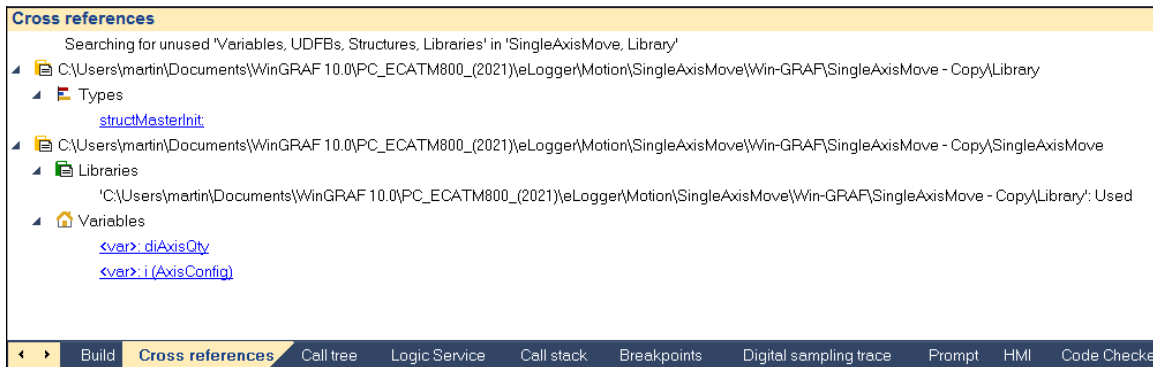 Cross references
Searching for unused 'Variables, UDFBs, Structures, Libraries' in 'SingleAxisMove, Library'
C:\Users\martin\Documents\WinGRAF 10.0\PC_ECATM800_(2021)\eLogger\Motion\SingleAxisMove\Win-GRAF\SingleAxisMove - Copy\Library
Types
structMasterInit:
C:\Users\martin\Documents\WinGRAF 10.0\PC_ECATM800_(2021)\eLogger\Motion\SingleAxisMove\Win-GRAF\SingleAxisMove - Copy\SingleAxisMove
Libraries
'C:\Users\martin\Documents\WinGRAF 10.0\PC_ECATM800_(2021)\eLogger\Motion\SingleAxisMove\Win-GRAF\SingleAxisMove - Copy\Library': Used
Variables
<var>: diAxisQty
<var>: i (AxisConfig)
Build Cross references Call tree Logic Service Call stack Breakpoints Digital sampling trace Prompt HMI Code Checke